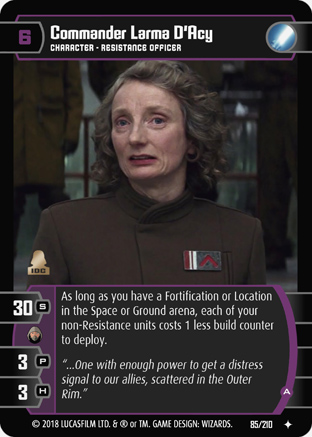 6
Commander Larma D'Acy
CHARACTER • RESISTANCE OFFICER
IDC
30 S
3 P
3 H
As long as you have a Fortification or Location
in the Space or Ground arena, each of your
non-Resistance units costs 1 less build counter
to deploy.
“...One with enough power to get a distress
signal to our allies, scattered in the Outer
Rim.”
A
© 2018 LUCASFILM LTD. & ® or TM. GAME DESIGN: WIZARDS.
85/210